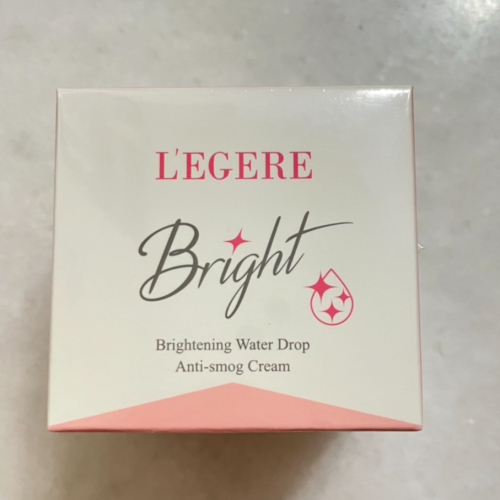 L'EGERE
Bright
Brightening Water Drop
Anti-smog Cream